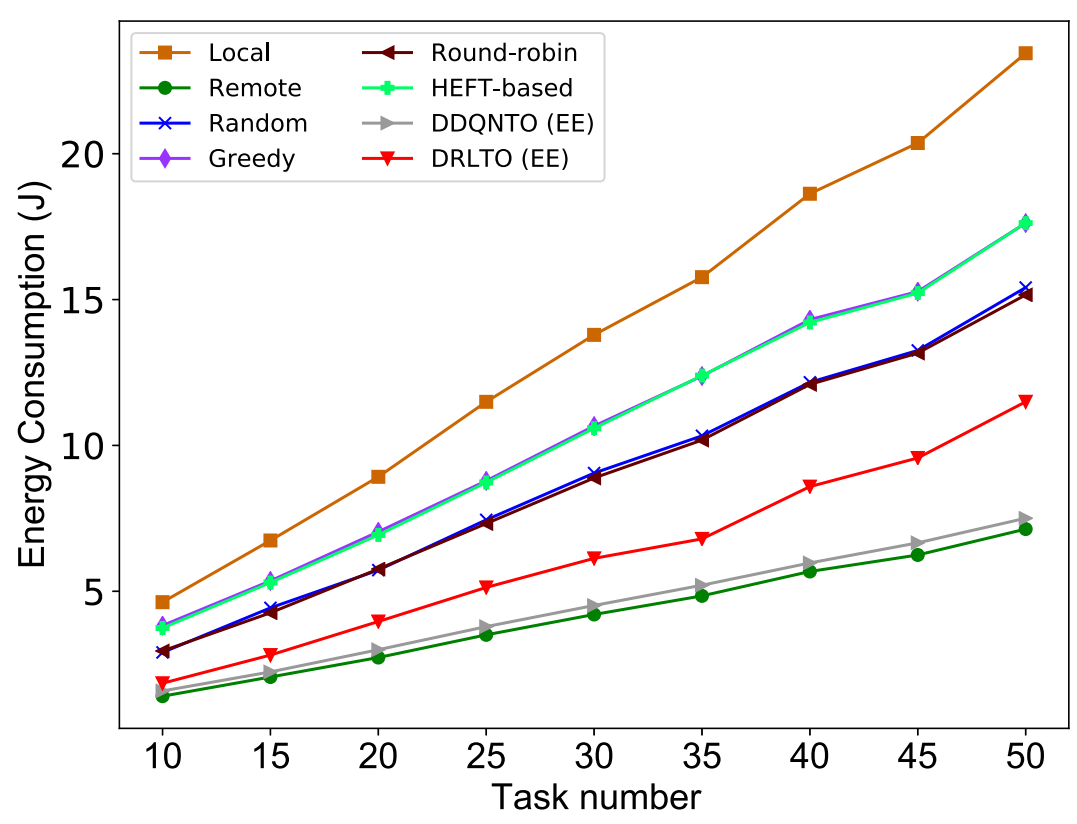 Local
Remote
Random
Greedy
Round-robin
HEFT-based
DDQNTO (EE)
DRLTO (EE)
Energy Consumption (J)
20
15
10
5
10 15 20 25 30 35 40 45 50
Task number